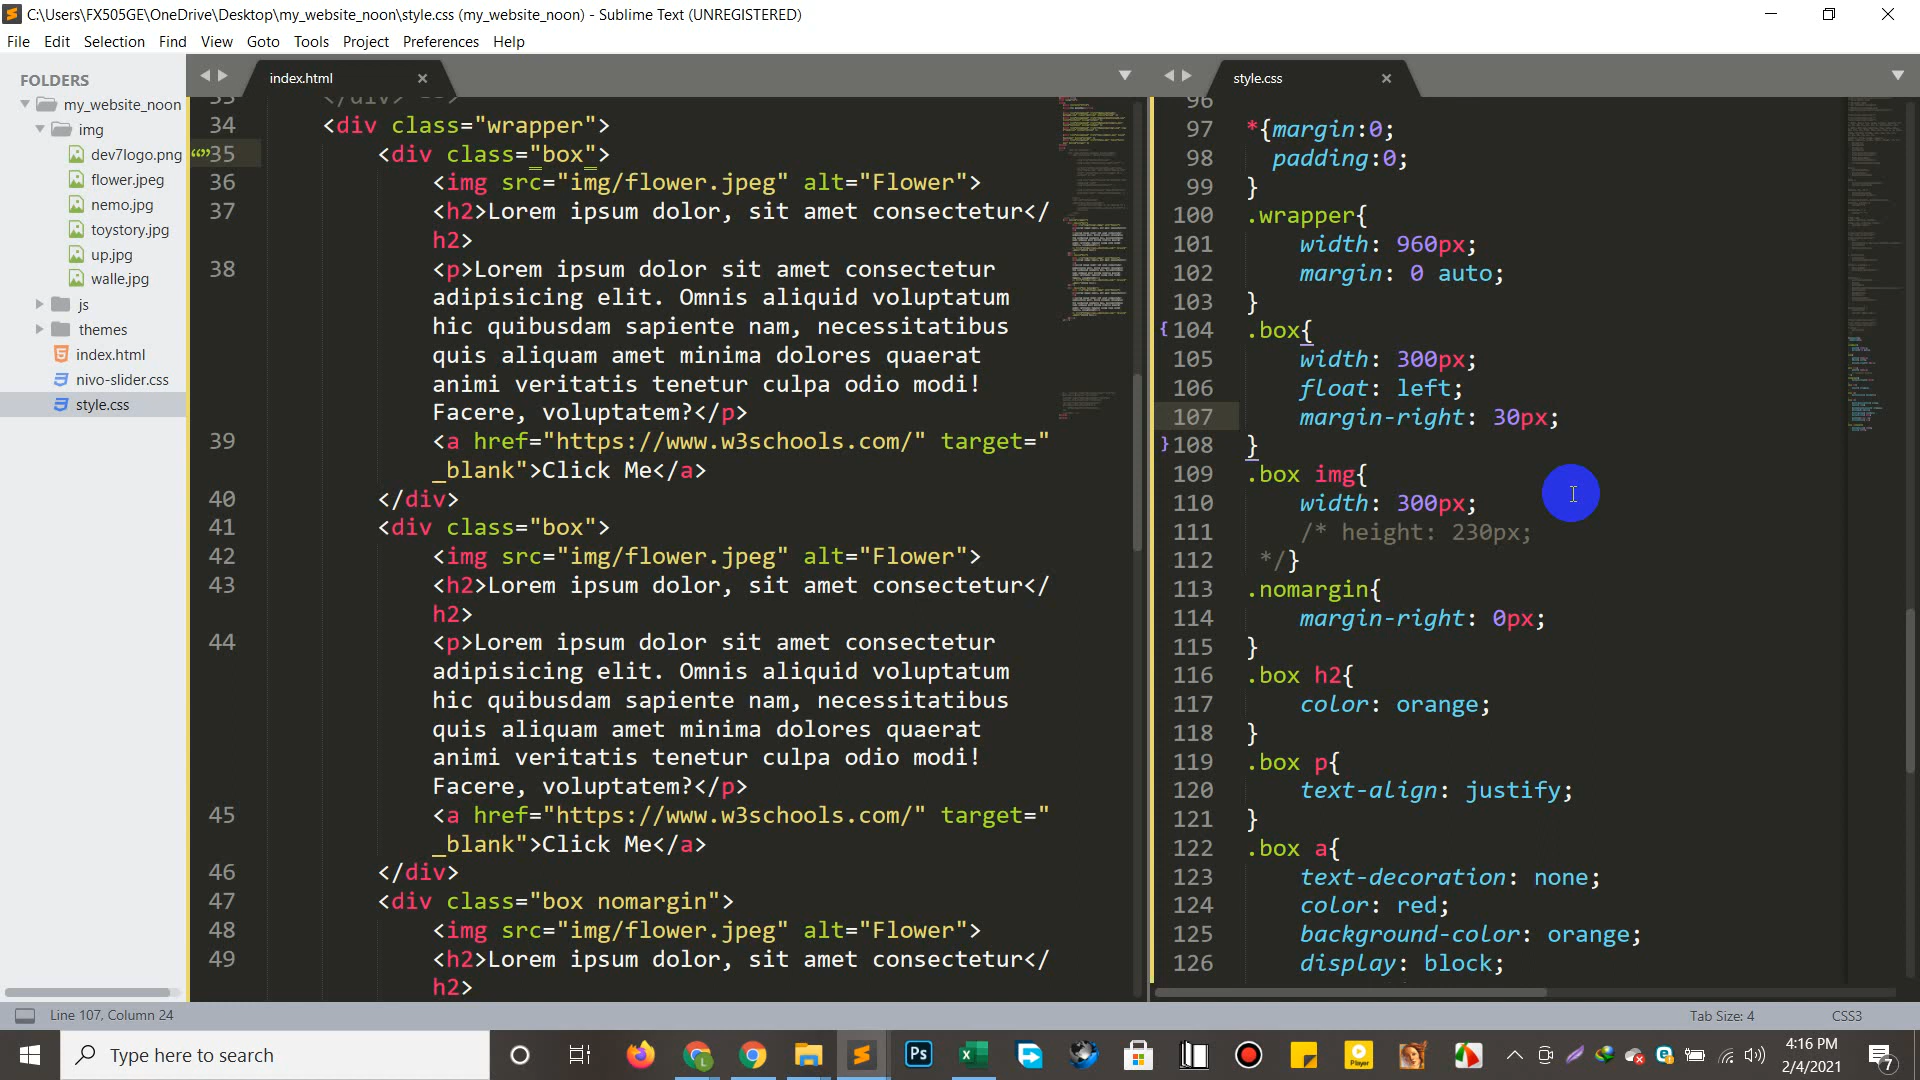 C:\Users\FX505GE\OneDrive\Desktop\my_website_noon\style.css (my_website_noon) - Sublime Text (UNREGISTERED)
File Edit Selection Find View Goto Tools Project Preferences Help
FOLDERS
my_website_noon
img
dev7logo.png
flower.jpeg
nemo.jpg
toystory.jpg
up.jpg
walle.jpg
js
themes
index.html
nivo-slider.css
style.css
index.html
34 <div class="wrapper">
35 <div class="box">
36 <img src="img/flower.jpeg" alt="Flower">
37 <h2>Lorem ipsum dolor, sit amet consectetur</
h2>
38 <p>Lorem ipsum dolor sit amet consectetur
adipisicing elit. Omnis aliquid voluptatum
hic quibusdam sapiente nam, necessitatibus
quis aliquam amet minima dolores quaerat
animi veritatis tenetur culpa odio modi!
Facere, voluptatem?</p>
39 <a href="https://www.w3schools.com/" target="
_blank">Click Me</a>
40 </div>
41 <div class="box">
42 <img src="img/flower.jpeg" alt="Flower">
43 <h2>Lorem ipsum dolor, sit amet consectetur</
h2>
44 <p>Lorem ipsum dolor sit amet consectetur
adipisicing elit. Omnis aliquid voluptatum
hic quibusdam sapiente nam, necessitatibus
quis aliquam amet minima dolores quaerat
animi veritatis tenetur culpa odio modi!
Facere, voluptatem?</p>
45 <a href="https://www.w3schools.com/" target="
_blank">Click Me</a>
46 </div>
47 <div class="box nomargin">
48 <img src="img/flower.jpeg" alt="Flower">
49 <h2>Lorem ipsum dolor, sit amet consectetur</
h2>
style.css
96
97 *{margin:0;
98 padding:0;
99 }
100 .wrapper{
101 width: 960px;
102 margin: 0 auto;
103 }
104 .box{
105 width: 300px;
106 float: left;
107 margin-right: 30px;
108 }
109 .box img{
110 width: 300px;
111 /* height: 230px;
112 */}
113 .nomargin{
114 margin-right: 0px;
115 }
116 .box h2{
117 color: orange;
118 }
119 .box p{
120 text-align: justify;
121 }
122 .box a{
123 text-decoration: none;
124 color: red;
125 background-color: orange;
126 display: block;
Line 107, Column 24
Tab Size: 4
CSS3
Type here to search
4:16 PM
2/4/2021
7